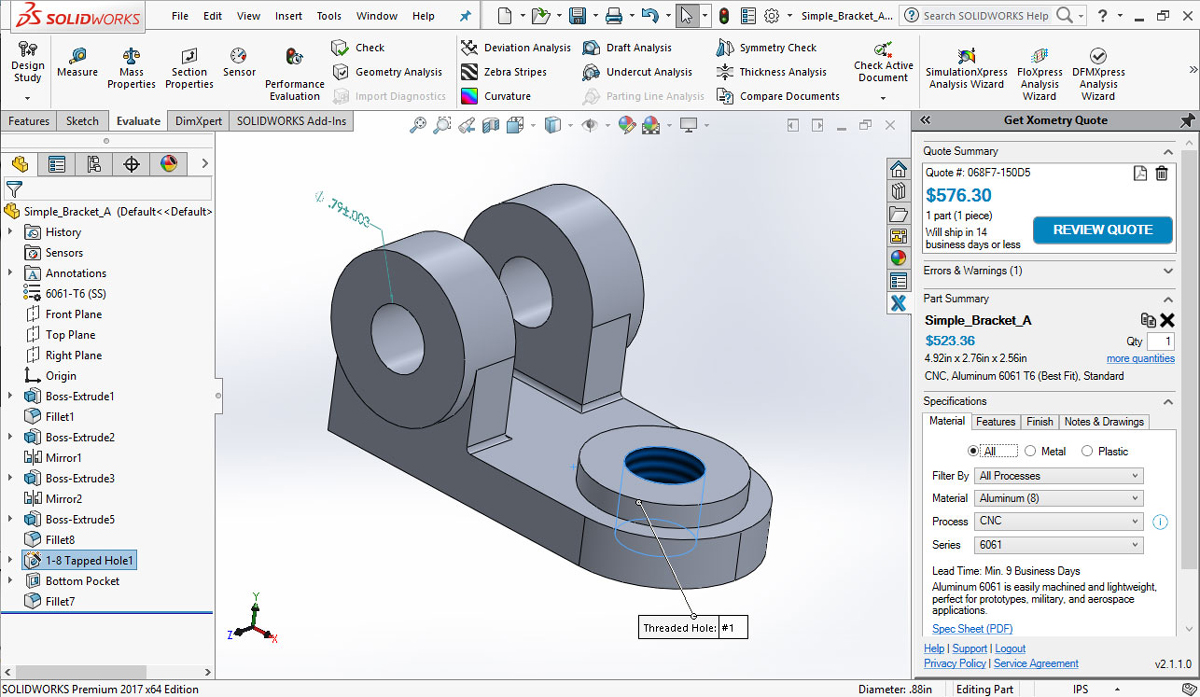 SOLIDWORKS
File Edit View Insert Tools Window Help
Simple_Bracket_A...
Search SOLIDWORKS Help
?
Design Study
Measure
Mass Properties
Section Properties
Sensor
Performance Evaluation
Check
Geometry Analysis
Import Diagnostics
Deviation Analysis
Zebra Stripes
Curvature
Draft Analysis
Undercut Analysis
Parting Line Analysis
Symmetry Check
Thickness Analysis
Compare Documents
Check Active Document
SimulationXpress Analysis Wizard
FloXpress Analysis Wizard
DFMXpress Analysis Wizard
Features Sketch Evaluate DimXpert SOLIDWORKS Add-Ins
Simple_Bracket_A (Default<<Default>
History
Sensors
Annotations
6061-T6 (SS)
Front Plane
Top Plane
Right Plane
Origin
Boss-Extrude1
Fillet1
Boss-Extrude2
Mirror1
Boss-Extrude3
Mirror2
Boss-Extrude5
Fillet8
1-8 Tapped Hole1
Bottom Pocket
Fillet7
.79±.003
Threaded Hole: #1
Y
Z
X
Get Xometry Quote
Quote Summary
Quote #: 068F7-150D5
$576.30
1 part (1 piece)
Will ship in 14
business days or less
REVIEW QUOTE
Errors & Warnings (1)
Part Summary
Simple_Bracket_A
$523.36
Qty 1
4.92in x 2.76in x 2.56in
more quantities
CNC, Aluminum 6061 T6 (Best Fit), Standard
Specifications
Material Features Finish Notes & Drawings
All Metal Plastic
Filter By All Processes
Material Aluminum (8)
Process CNC
Series 6061
Lead Time: Min. 9 Business Days
Aluminum 6061 is easily machined and lightweight,
perfect for prototypes, military, and aerospace
applications.
Spec Sheet (PDF)
Help | Support | Logout
Privacy Policy | Service Agreement
v2.1.1.0
SOLIDWORKS Premium 2017 x64 Edition
Diameter: .88in
Editing Part
IPS